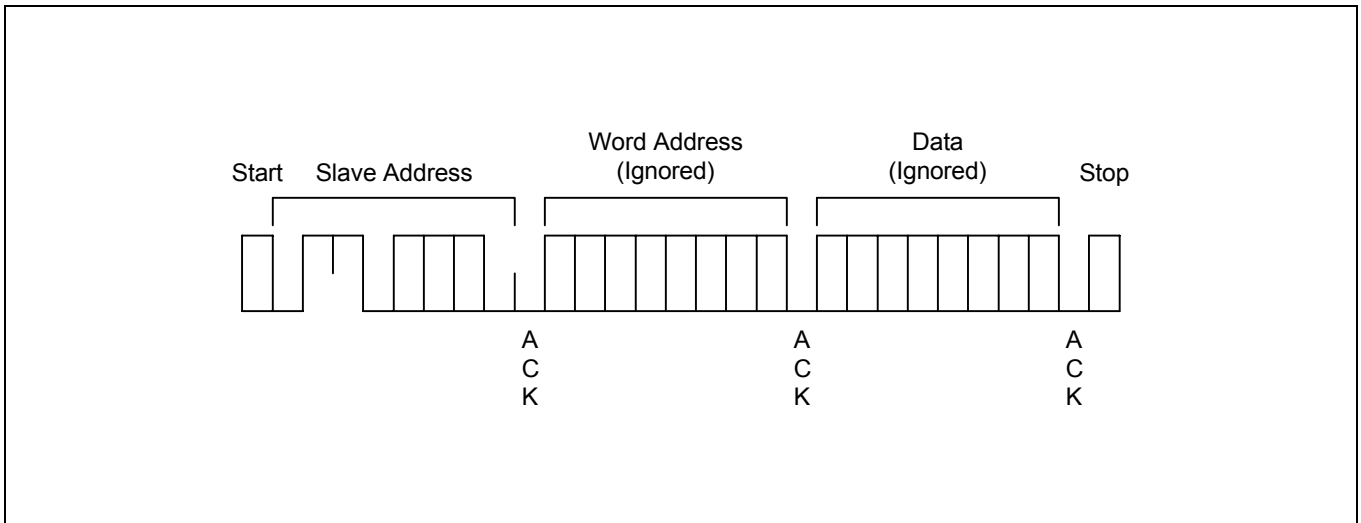 Word Address
(Ignored)
Data
(Ignored)
Start
Slave Address
Stop
A
C
K
A
C
K
A
C
K